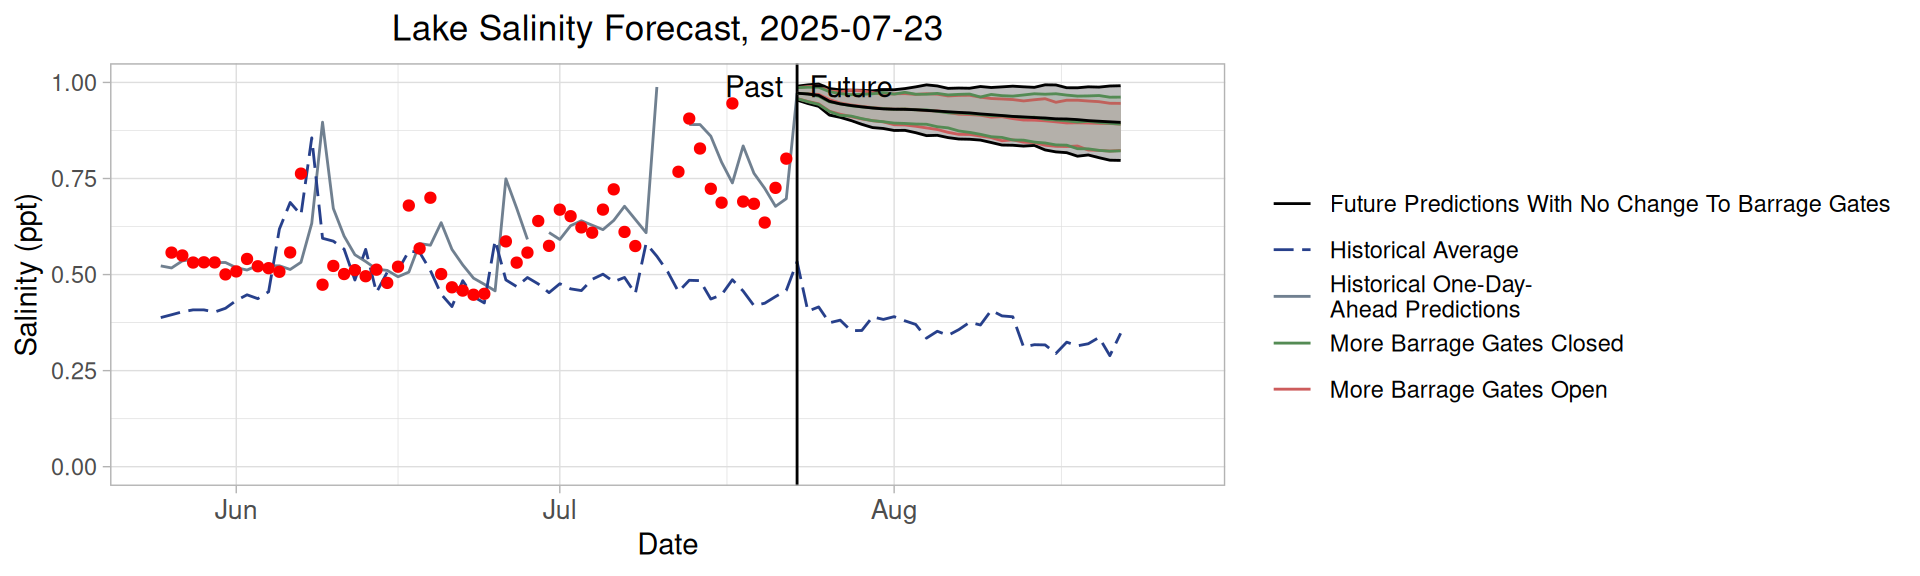 Lake Salinity Forecast, 2025-07-23
Past
Future
1.00
0.75
0.50
0.25
0.00
Salinity (ppt)
Jun
Jul
Aug
Date
Future Predictions With No Change To Barrage Gates
Historical Average
Historical One-Day-
Ahead Predictions
More Barrage Gates Closed
More Barrage Gates Open